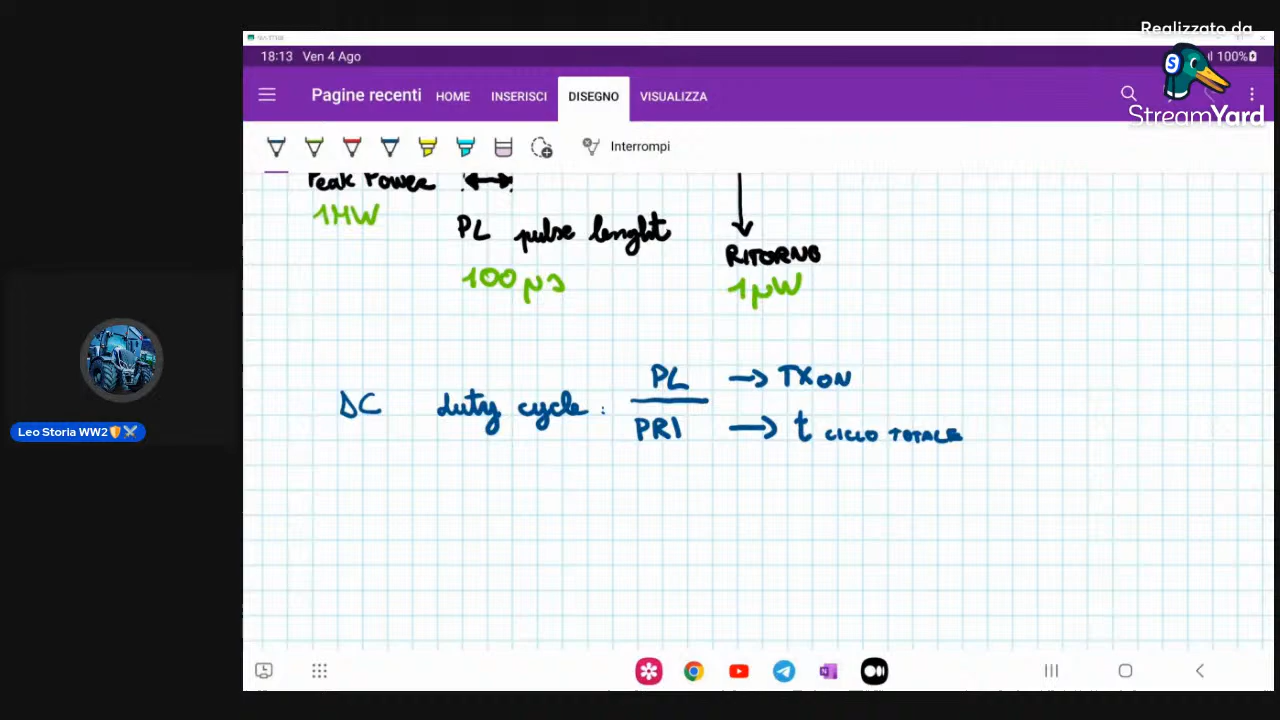 Realizzato da
StreamYard
18:13 Ven 4 Ago
100%
Pagine recenti HOME INSERISCI DISEGNO VISUALIZZA
Interrompi
Peak Power
1MW
PL pulse lenght
100 µs
RITORNO
1µW
DC duty cycle: PL → TX ON
PRI → t CICLO TOTALE
Leo Storia WW2🛡️⚔️